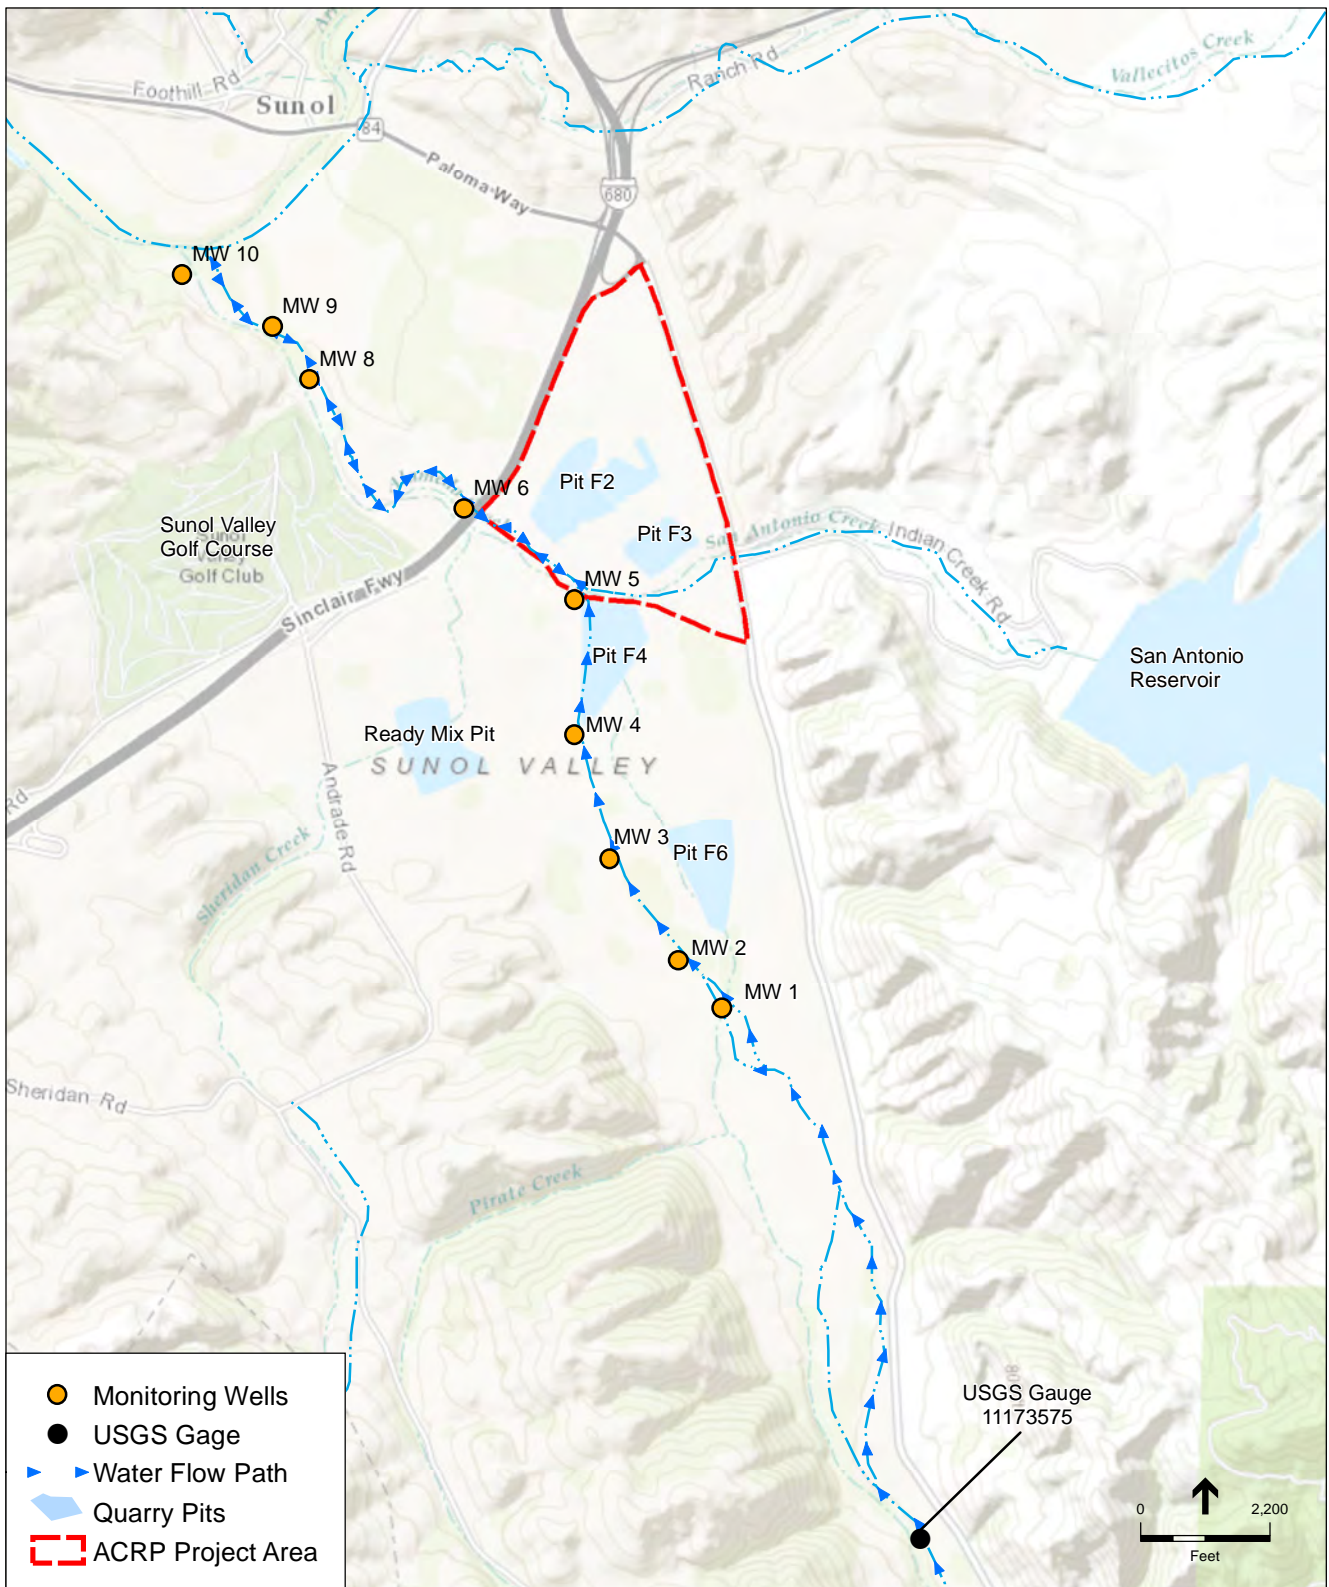 Vallecitos Creek
Ranch Rd
Foothill Rd
Sunol
84
Paloma Way
680
MW 10
MW 9
MW 8
MW 6
Pit F2
Pit F3
San Antonio Creek
Indian Creek Rd
Sunol Valley
Golf Course
Sunol
Valley
Golf Club
Sinclair Fwy
MW 5
Pit F4
San Antonio
Reservoir
MW 4
Ready Mix Pit
SUNOL VALLEY
Rd
Andrade Rd
Sheridan Creek
MW 3
Pit F6
MW 2
MW 1
Sheridan Rd
Pirate Creek
USGS Gauge
11173575
Monitoring Wells
USGS Gage
Water Flow Path
Quarry Pits
ACRP Project Area
0 2,200
Feet